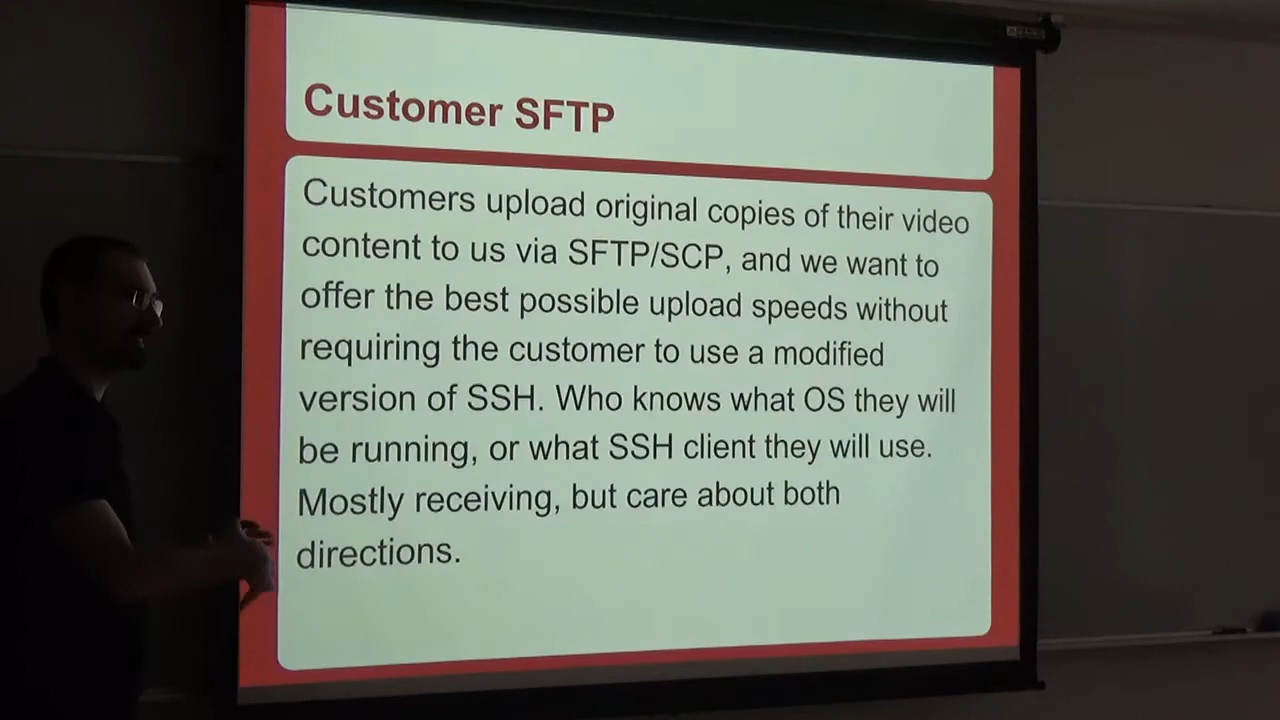 Customer SFTP
Customers upload original copies of their video
content to us via SFTP/SCP, and we want to
offer the best possible upload speeds without
requiring the customer to use a modified
version of SSH. Who knows what OS they will
be running, or what SSH client they will use.
Mostly receiving, but care about both
directions.